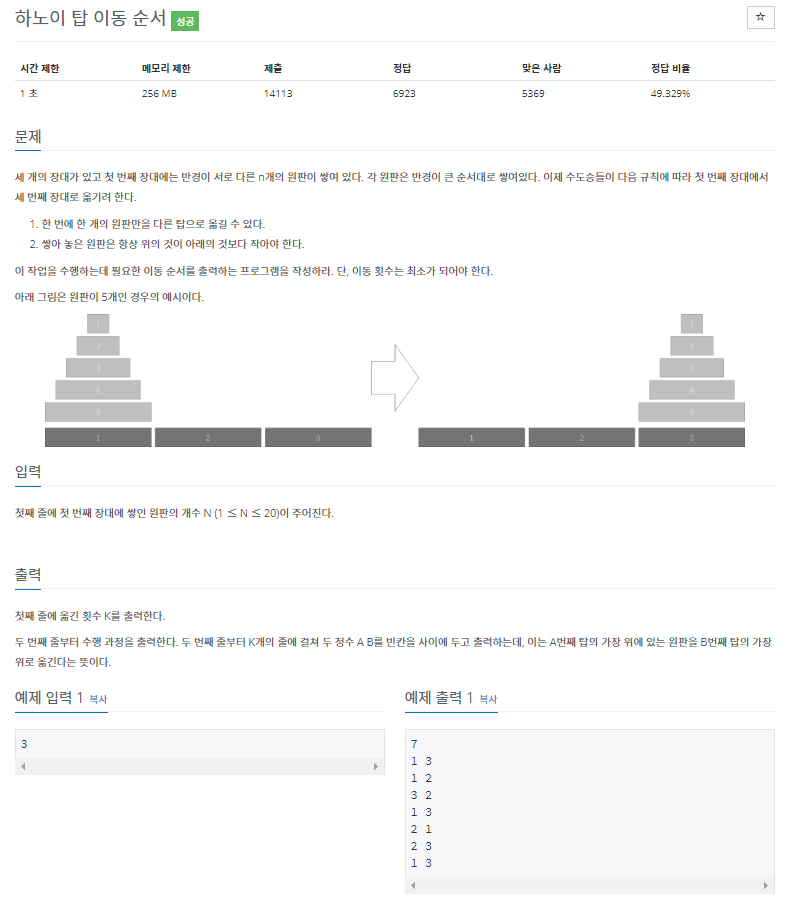 하노이 탑 이동 순서 성공
☆
시간 제한 메모리 제한 제출 정답 맞은 사람 정답 비율
1 초 256 MB 14113 6923 5369 49.329%
문제
세 개의 장대가 있고 첫 번째 장대에는 반경이 서로 다른 n개의 원판이 쌓여 있다. 각 원판은 반경이 큰 순서대로 쌓여있다. 이제 수도승들이 다음 규칙에 따라 첫 번째 장대에서
세 번째 장대로 옮기려 한다.
1. 한 번에 한 개의 원판만을 다른 탑으로 옮길 수 있다.
2. 쌓아 놓은 원판은 항상 위의 것이 아래의 것보다 작아야 한다.
이 작업을 수행하는데 필요한 이동 순서를 출력하는 프로그램을 작성하라. 단, 이동 횟수는 최소가 되어야 한다.
아래 그림은 원판이 5개인 경우의 예시이다.
1 1
2 2
3 3
4 4
5 5
1 2 3 1 2 3
입력
첫째 줄에 첫 번째 장대에 쌓인 원판의 개수 N (1 ≤ N ≤ 20)이 주어진다.
출력
첫째 줄에 옮긴 횟수 K를 출력한다.
두 번째 줄부터 수행 과정을 출력한다. 두 번째 줄부터 K개의 줄에 걸쳐 두 정수 A B를 빈칸을 사이에 두고 출력하는데, 이는 A번째 탑의 가장 위에 있는 원판을 B번째 탑의 가장
위로 옮긴다는 뜻이다.
예제 입력 1 복사
3
예제 출력 1 복사
7
1 3
1 2
3 2
1 3
2 1
2 3
1 3